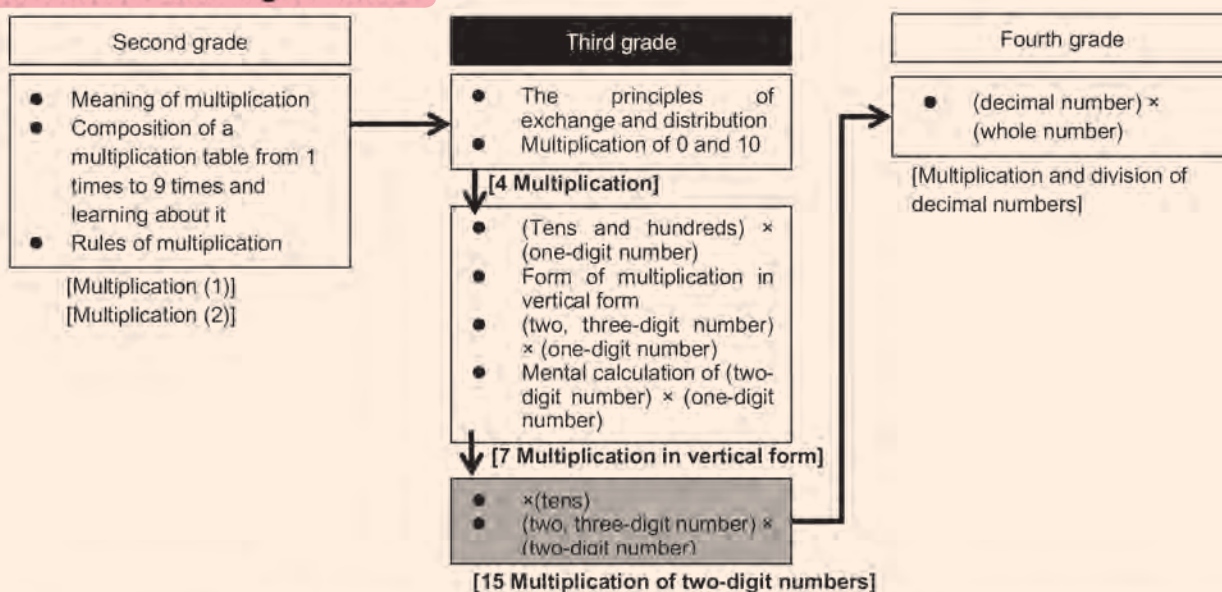 Second grade
● Meaning of multiplication
● Composition of a
multiplication table from 1
times to 9 times and
learning about it
● Rules of multiplication
[Multiplication (1)]
[Multiplication (2)]
Third grade
● The principles of
exchange and distribution
● Multiplication of 0 and 10
[4 Multiplication]
● (Tens and hundreds) ×
(one-digit number)
● Form of multiplication in
vertical form
● (two, three-digit number)
× (one-digit number)
● Mental calculation of (two-
digit number) × (one-digit
number)
[7 Multiplication in vertical form]
● ×(tens)
● (two, three-digit number) ×
(two-digit number)
[15 Multiplication of two-digit numbers]
Fourth grade
● (decimal number) ×
(whole number)
[Multiplication and division of
decimal numbers]